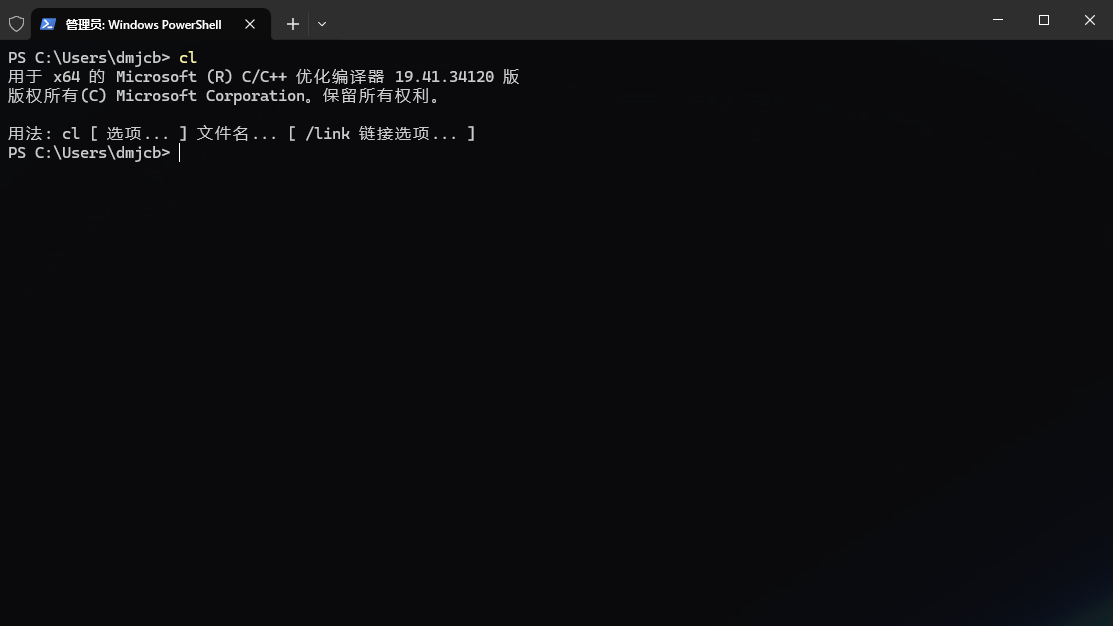 管理员: Windows PowerShell
PS C:\Users\dmjcb> cl
用于 x64 的 Microsoft (R) C/C++ 优化编译器 19.41.34120 版
版权所有(C) Microsoft Corporation。保留所有权利。
用法: cl [ 选项... ] 文件名... [ /link 链接选项... ]
PS C:\Users\dmjcb>